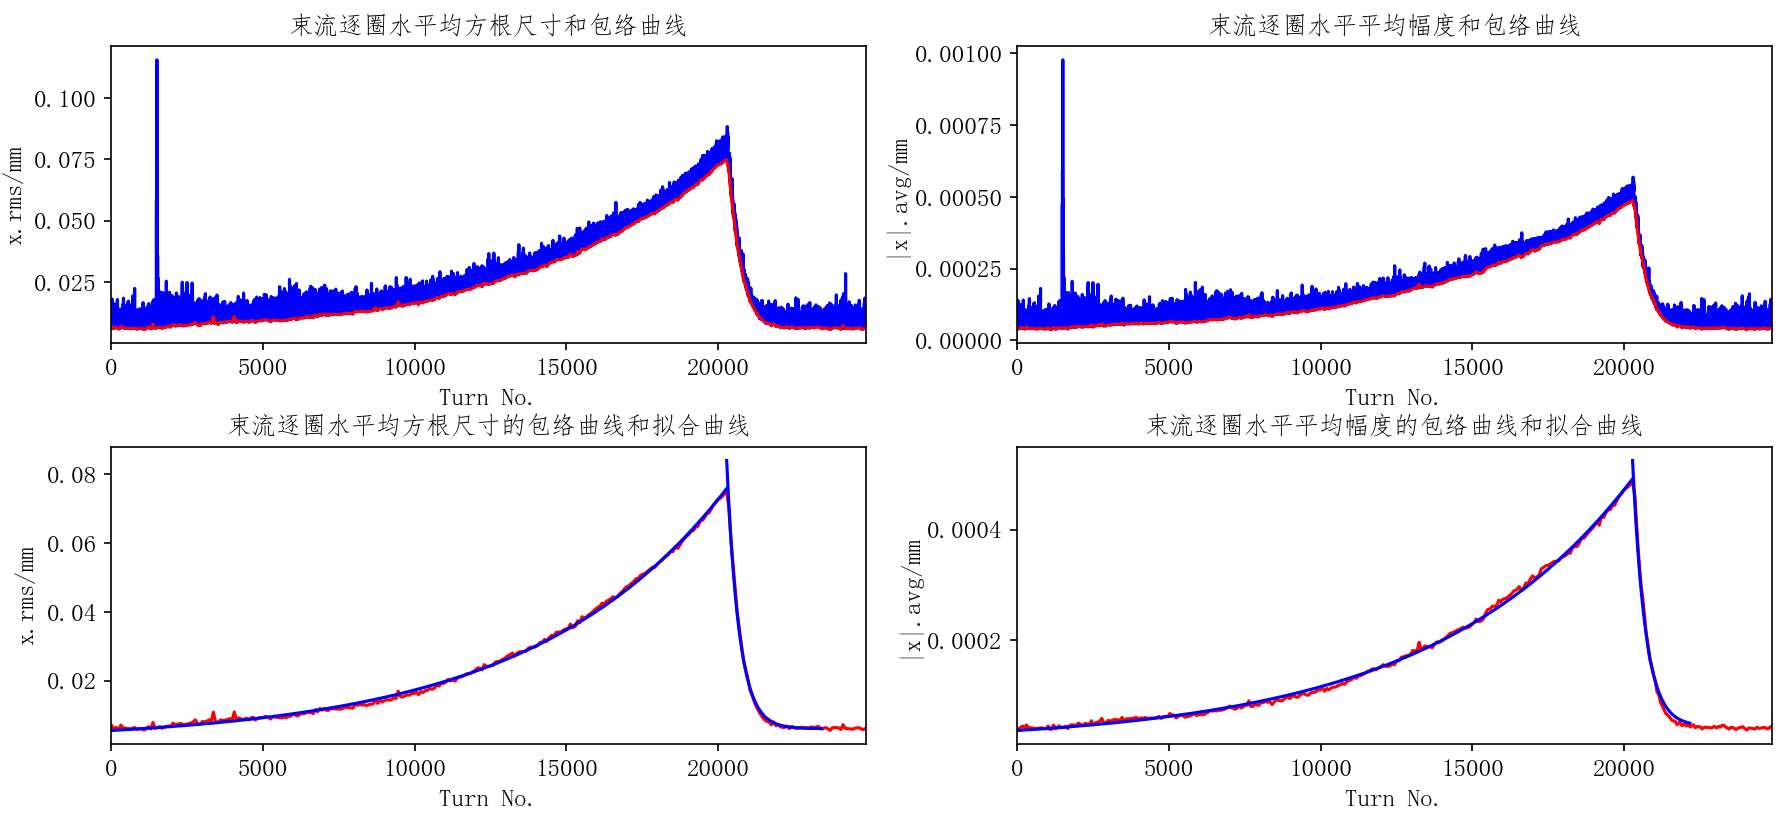 束流逐圈水平均方根尺寸和包络曲线
x.rms/mm
0.100
0.075
0.050
0.025
0 5000 10000 15000 20000
Turn No.
束流逐圈水平平均幅度和包络曲线
|x|.avg/mm
0.00100
0.00075
0.00050
0.00025
0.00000
0 5000 10000 15000 20000
Turn No.
束流逐圈水平均方根尺寸的包络曲线和拟合曲线
x.rms/mm
0.08
0.06
0.04
0.02
0 5000 10000 15000 20000
Turn No.
束流逐圈水平平均幅度的包络曲线和拟合曲线
|x|.avg/mm
0.0004
0.0002
0 5000 10000 15000 20000
Turn No.